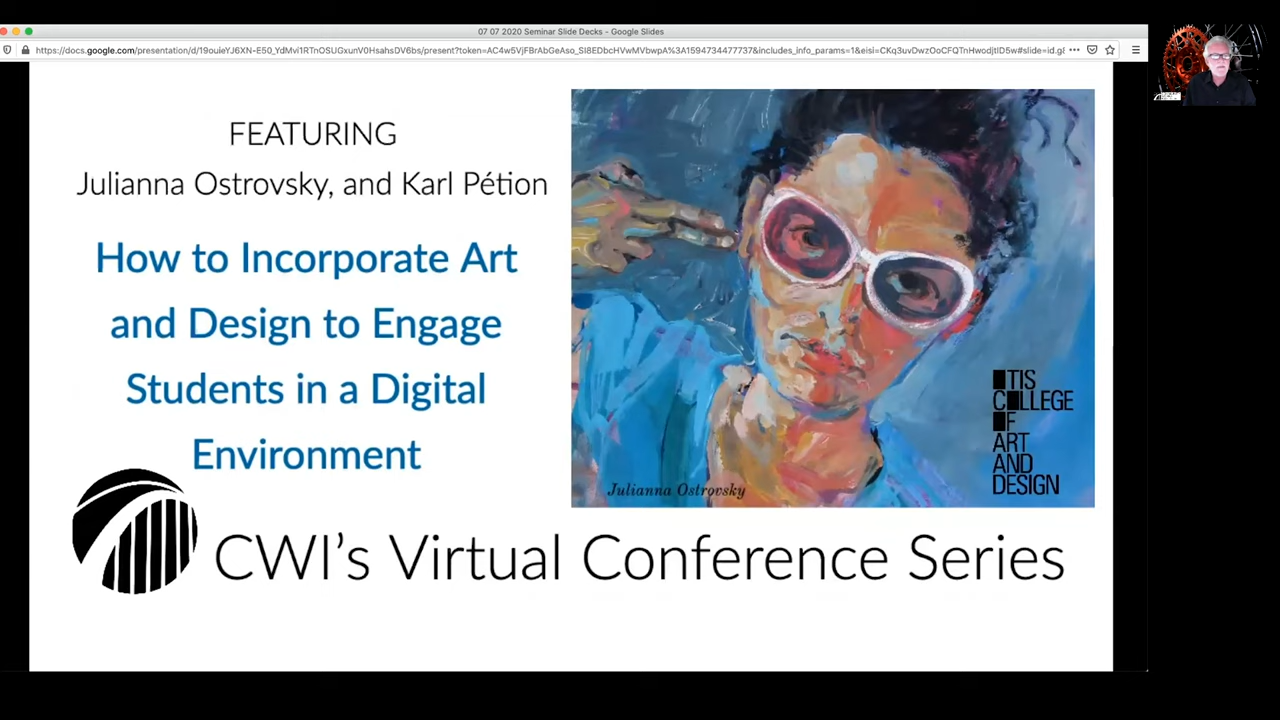 07 07 2020 Seminar Slide Decks - Google Slides
FEATURING
Julianna Ostrovsky, and Karl Pétion
How to Incorporate Art
and Design to Engage
Students in a Digital
Environment
Julianna Ostrovsky
OTIS
COLLEGE
OF
ART
AND
DESIGN
CWI's Virtual Conference Series